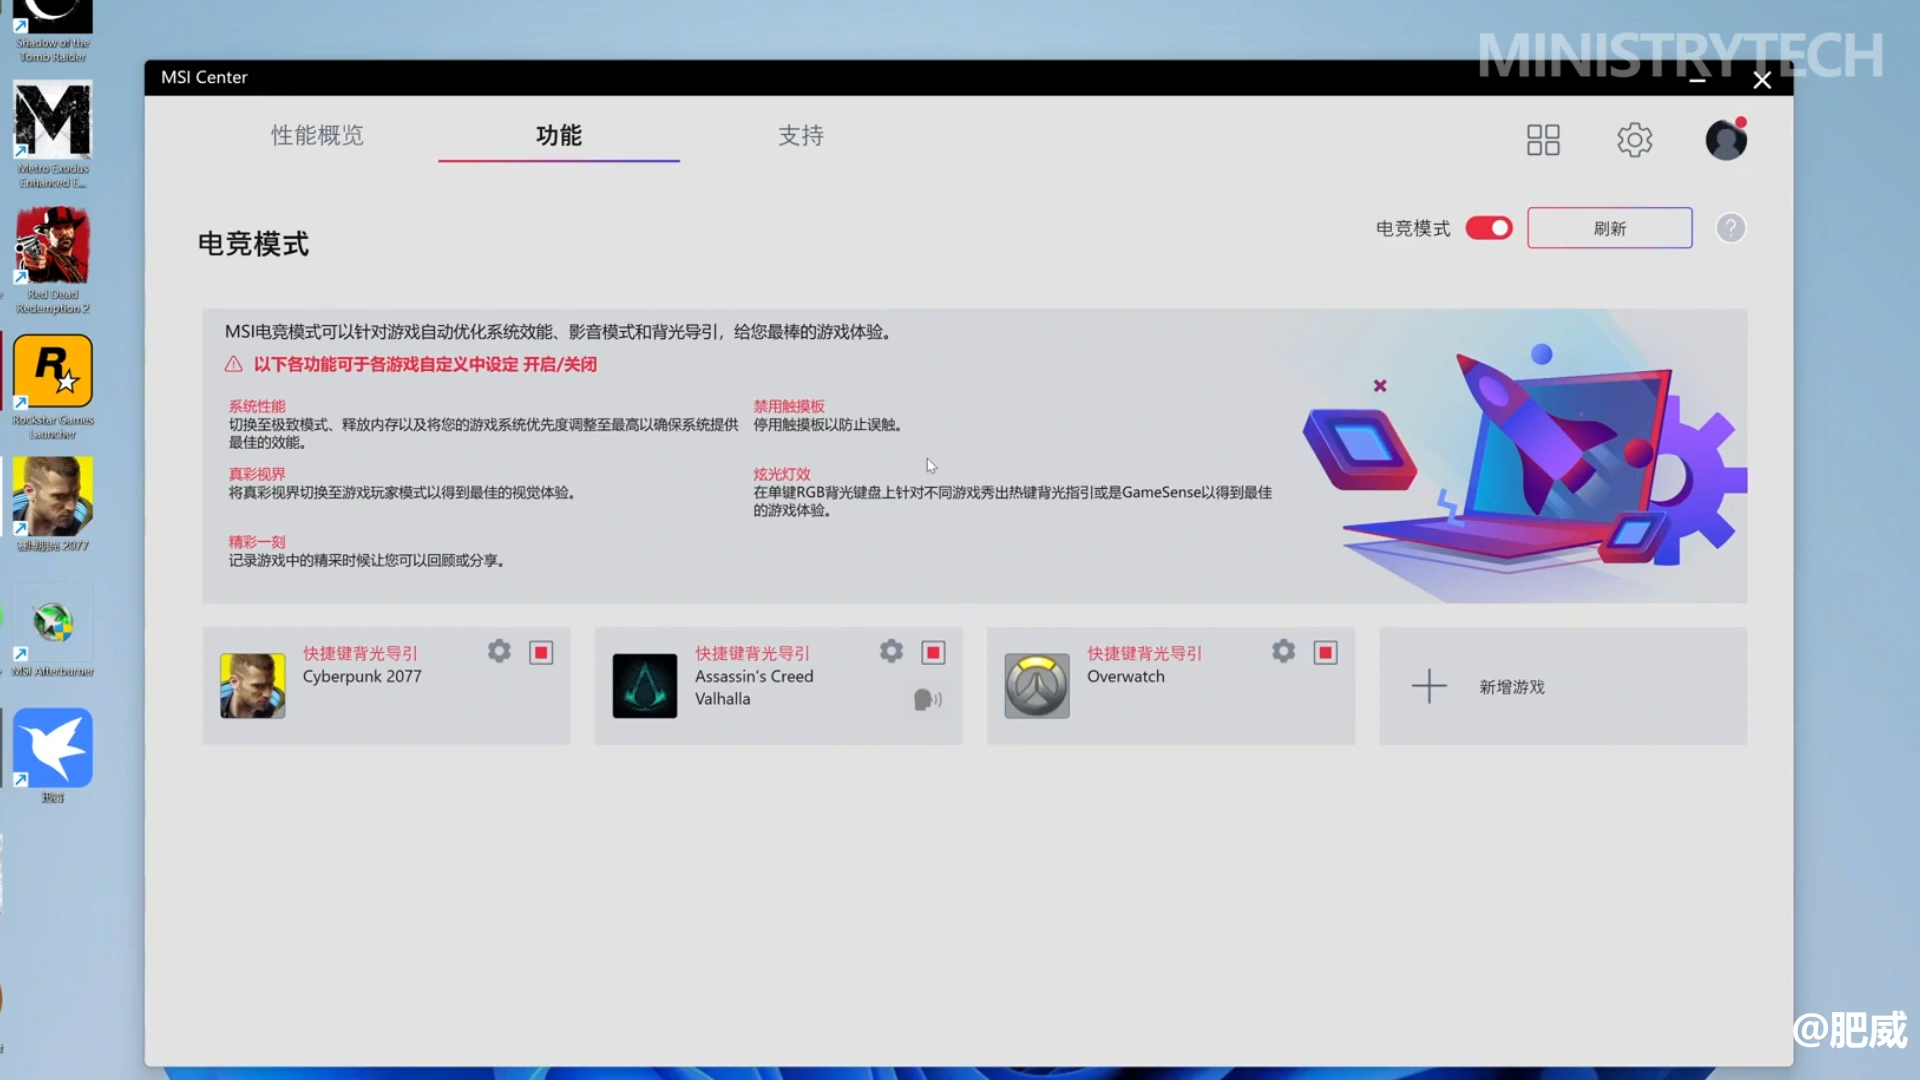 MINISTRYTECH
Shadow of the
Tomb Raider
Metro Exodus
Enhanced E...
Red Dead
Redemption 2
Rockstar Games
Launcher
赛博朋克 2077
MSI Afterburner
迅雷
MSI Center
性能概览
功能
支持
电竞模式
电竞模式
刷新
?
MSI电竞模式可以针对游戏自动优化系统效能、影音模式和背光导引，给您最棒的游戏体验。
以下各功能可于各游戏自定义中设定 开启/关闭
系统性能
切换至极致模式、释放内存以及将您的游戏系统优先度调整至最高以确保系统提供
最佳的效能。
禁用触摸板
停用触摸板以防止误触。
真彩视界
将真彩视界切换至游戏玩家模式以得到最佳的视觉体验。
炫光灯效
在单键RGB背光键盘上针对不同游戏秀出热键背光指引或是GameSense以得到最佳
的游戏体验。
精彩一刻
记录游戏中的精采时候让您可以回顾或分享。
快捷键背光导引
Cyberpunk 2077
快捷键背光导引
Assassin's Creed
Valhalla
快捷键背光导引
Overwatch
新增游戏
@肥威